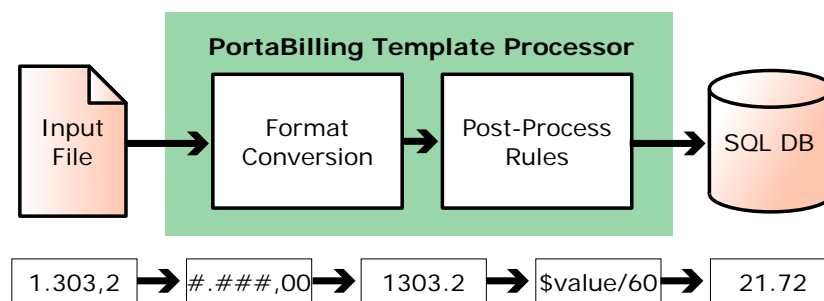 PortaBilling Template Processor
Input
File
Format
Conversion
Post-Process
Rules
SQL DB
1.303,2
#.###,00
1303.2
$value/60
21.72